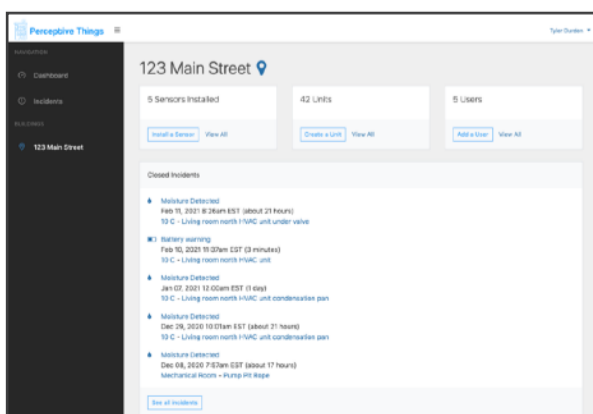 Perceptive Things
Tyler Durden
NAVIGATION
Dashboard
Incidents
BUILDINGS
123 Main Street
123 Main Street
5 Sensors Installed
42 Units
5 Users
Install a Sensor View All
Create a Unit View All
Add a User View All
Closed Incidents
Moisture Detected
Feb 11, 2021 8:26am EST (about 21 hours)
10 C - Living room north HVAC unit under valve
Battery warning
Feb 10, 2021 11:37am EST (3 minutes)
10 C - Living room north HVAC unit
Moisture Detected
Jan 07, 2021 12:00am EST (1 day)
10 C - Living room north HVAC unit condensation pan
Moisture Detected
Dec 29, 2020 10:01am EST (about 21 hours)
10 C - Living room north HVAC unit condensation pan
Moisture Detected
Dec 08, 2020 7:57am EST (about 17 hours)
Mechanical Room - Pump Pit Rope
See all incidents